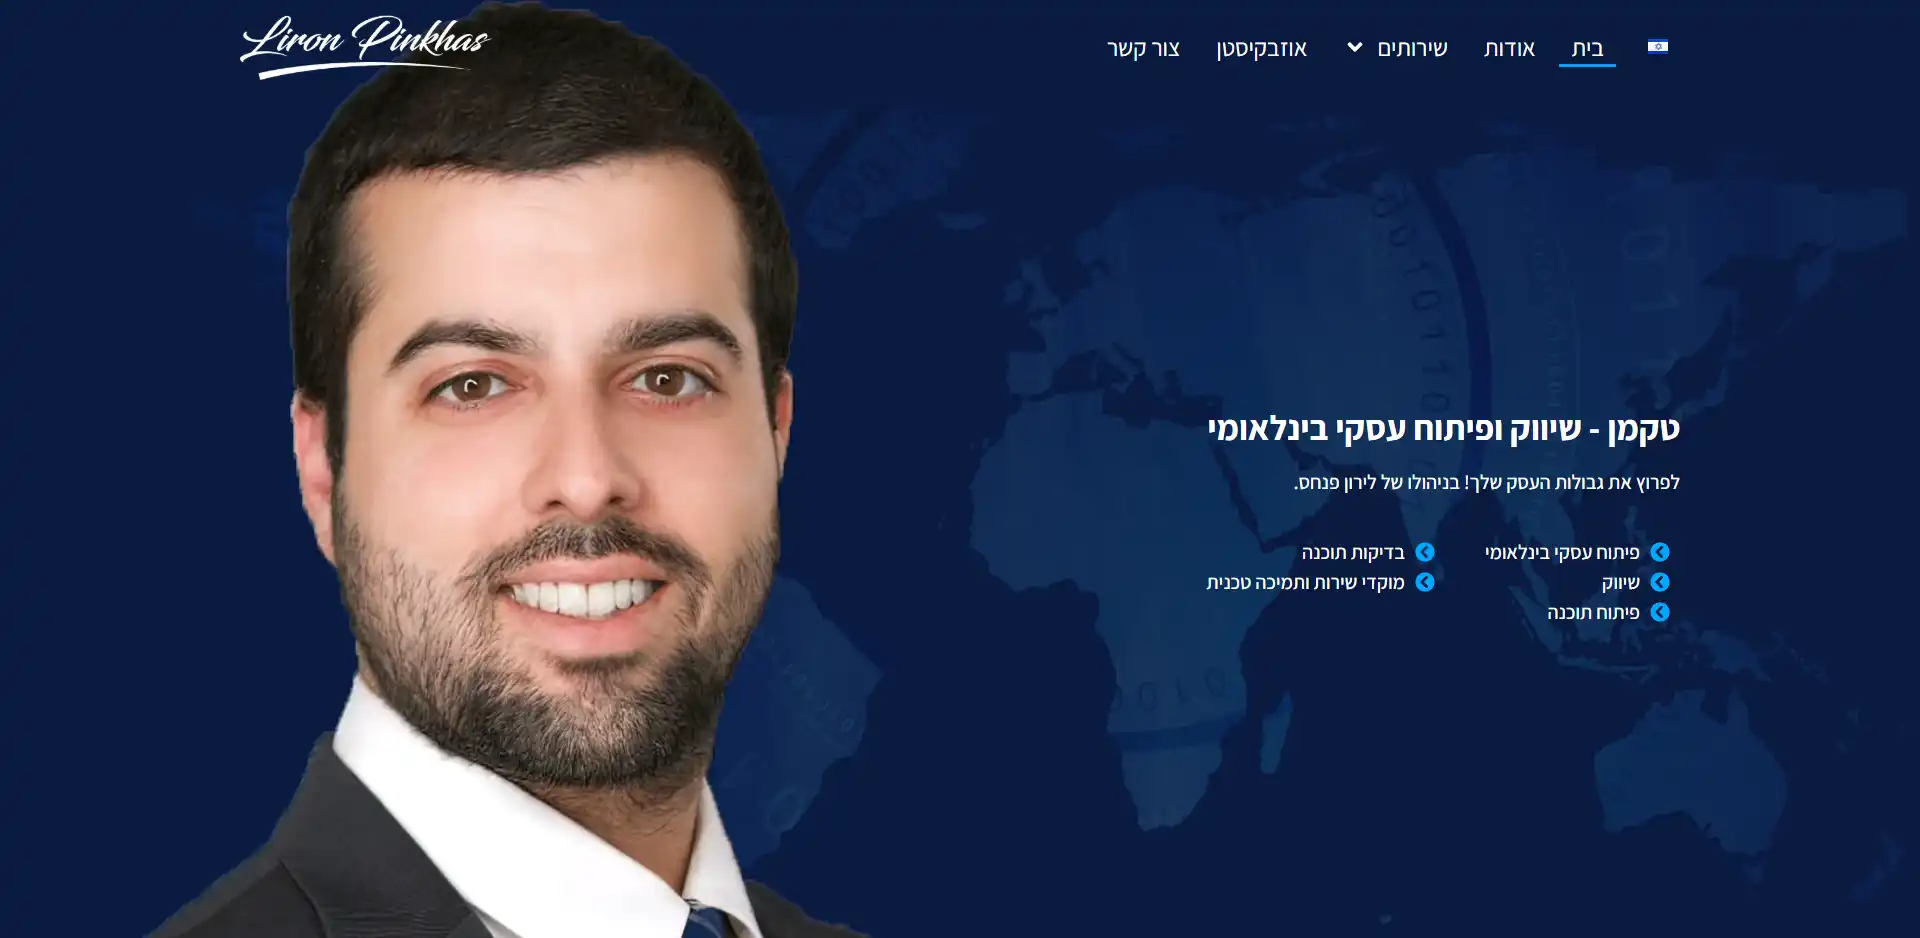 Liron Pinkhas
בית
אודות
שירותים
אוזבקיסטן
צור קשר
טקמן - שיווק ופיתוח עסקי בינלאומי
לפרוץ את גבולות העסק שלך! בניהולו של לירון פנחס.
פיתוח עסקי בינלאומי
שיווק
פיתוח תוכנה
בדיקות תוכנה
מוקדי שירות ותמיכה טכנית